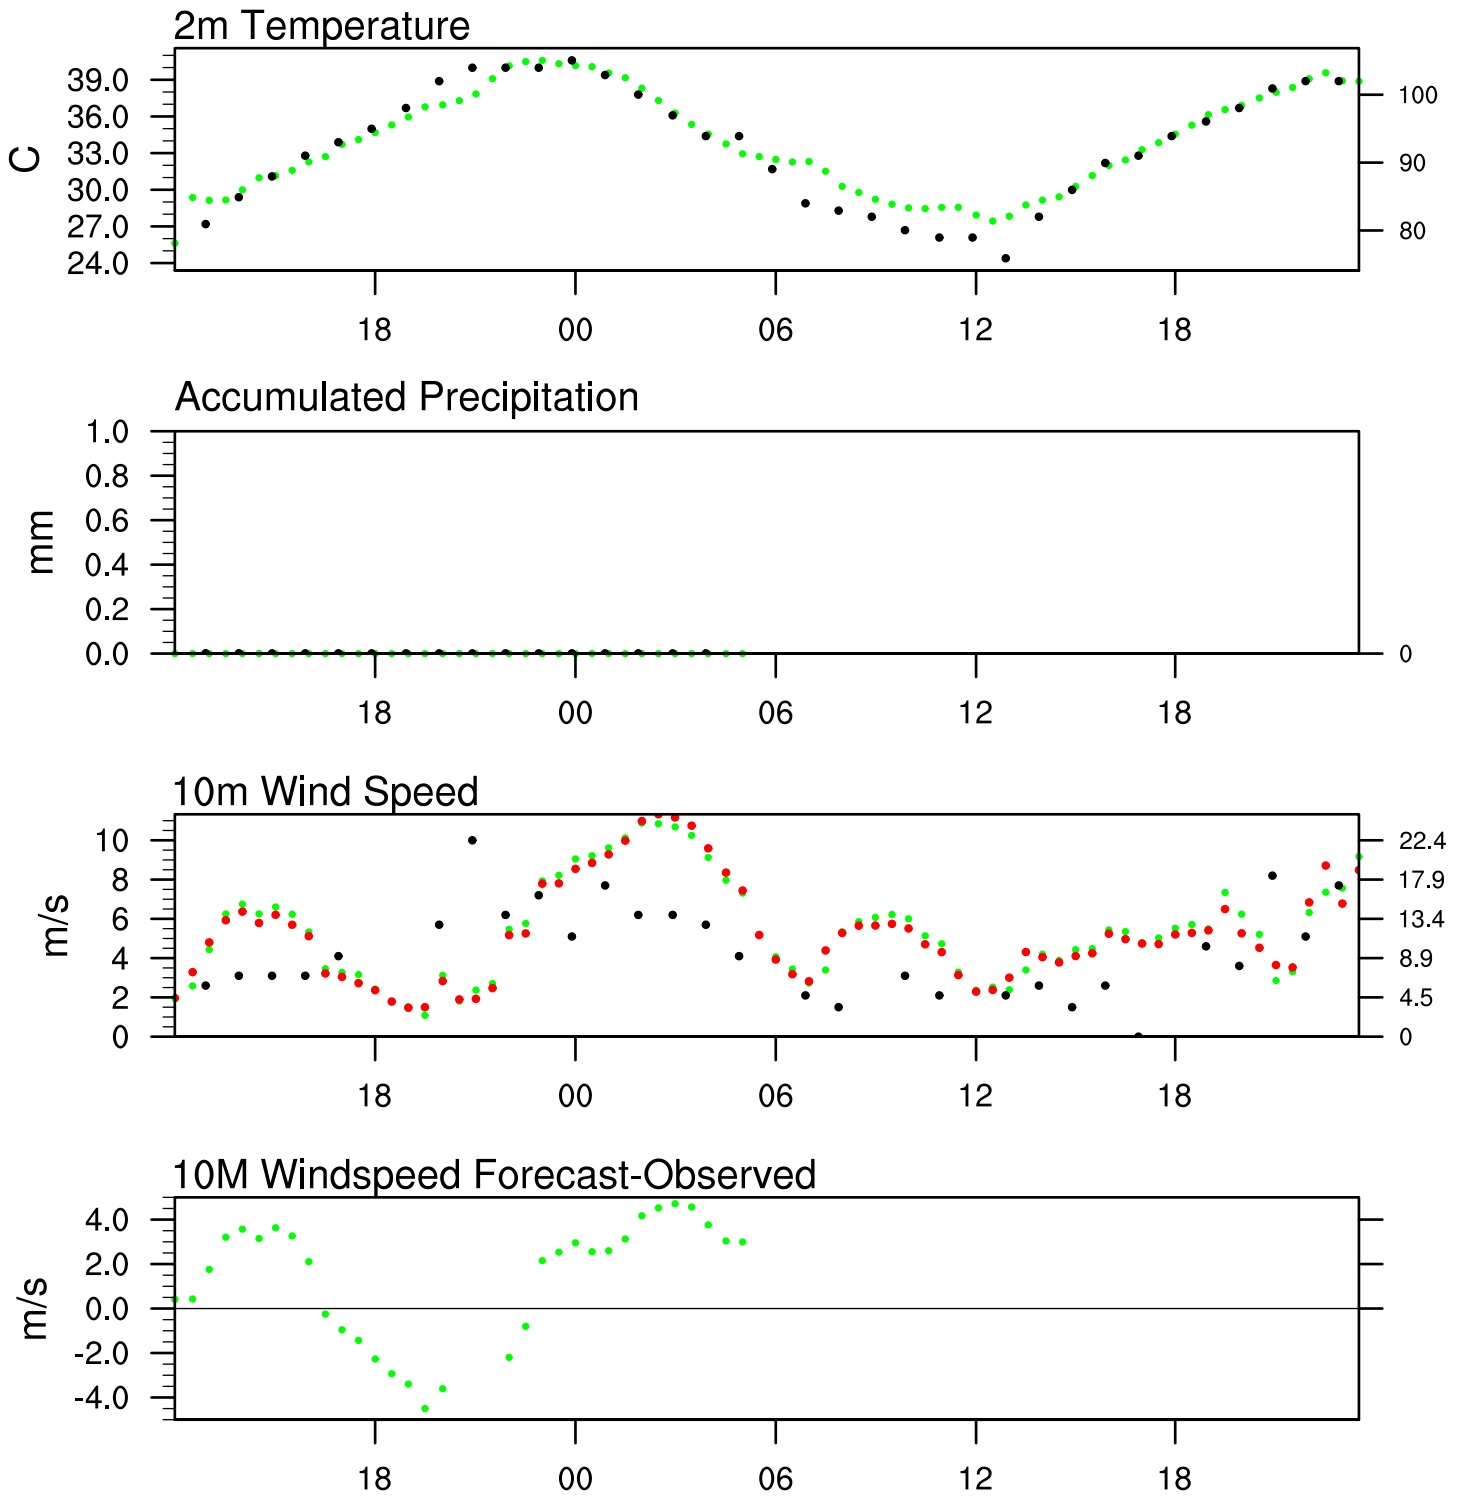 2m Temperature
39.0
36.0
33.0
30.0
27.0
24.0
C
100
90
80
18 00 06 12 18
Accumulated Precipitation
1.0
0.8
0.6
0.4
0.2
0.0
mm
0
18 00 06 12 18
10m Wind Speed
10
8
6
4
2
0
m/s
22.4
17.9
13.4
8.9
4.5
0
18 00 06 12 18
10M Windspeed Forecast-Observed
4.0
2.0
0.0
-2.0
-4.0
m/s
18 00 06 12 18